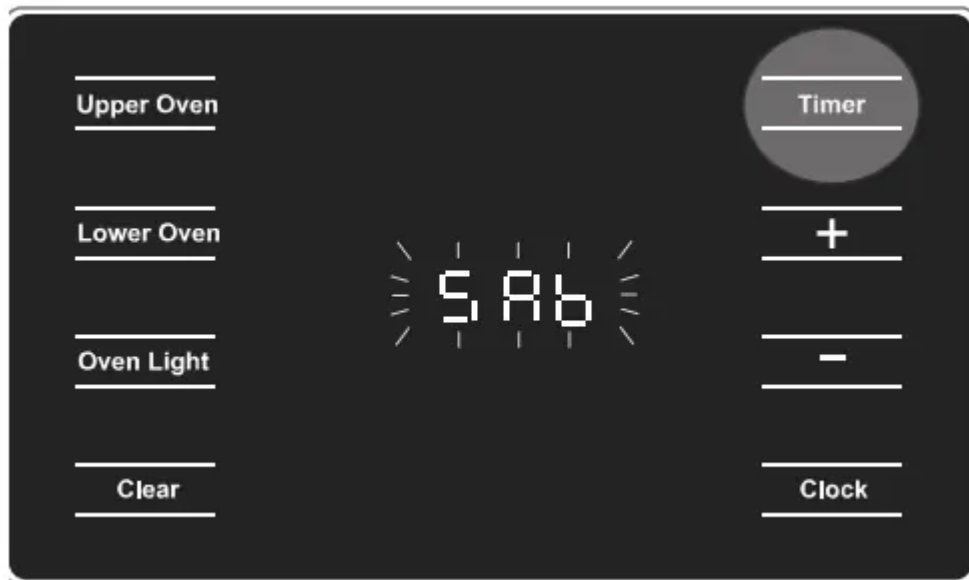 Upper Oven
Timer
Lower Oven
+
SAb
Oven Light
-
Clear
Clock